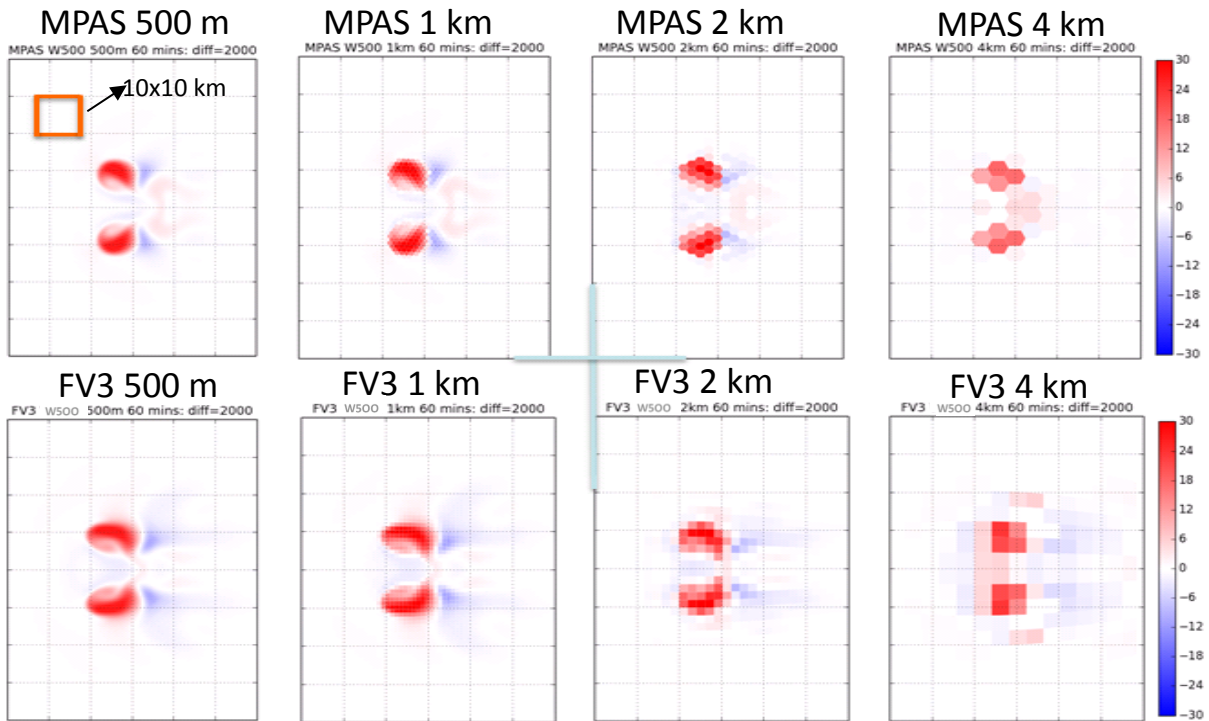 MPAS 500 m
MPAS 1 km
MPAS 2 km
MPAS 4 km
MPAS W500 500m 60 mins: diff=2000
MPAS W500 1km 60 mins: diff=2000
MPAS W500 2km 60 mins: diff=2000
MPAS W500 4km 60 mins: diff=2000
10x10 km
30
24
18
12
6
0
−6
−12
−18
−24
−30
FV3 500 m
FV3 1 km
FV3 2 km
FV3 4 km
FV3 W500 500m 60 mins: diff=2000
FV3 W500 1km 60 mins: diff=2000
FV3 W500 2km 60 mins: diff=2000
FV3 W500 4km 60 mins: diff=2000
30
24
18
12
6
0
−6
−12
−18
−24
−30